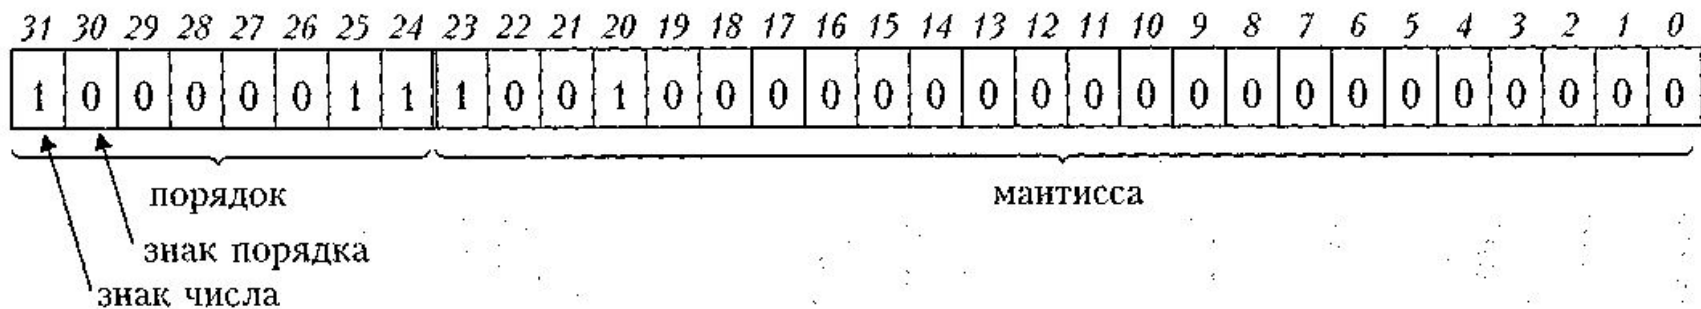 31 30 29 28 27 26 25 24 23 22 21 20 19 18 17 16 15 14 13 12 11 10 9 8 7 6 5 4 3 2 1 0
1 0 0 0 0 0 1 1 1 0 0 1 0 0 0 0 0 0 0 0 0 0 0 0 0 0 0 0 0 0 0 0
порядок мантисса
знак порядка
знак числа